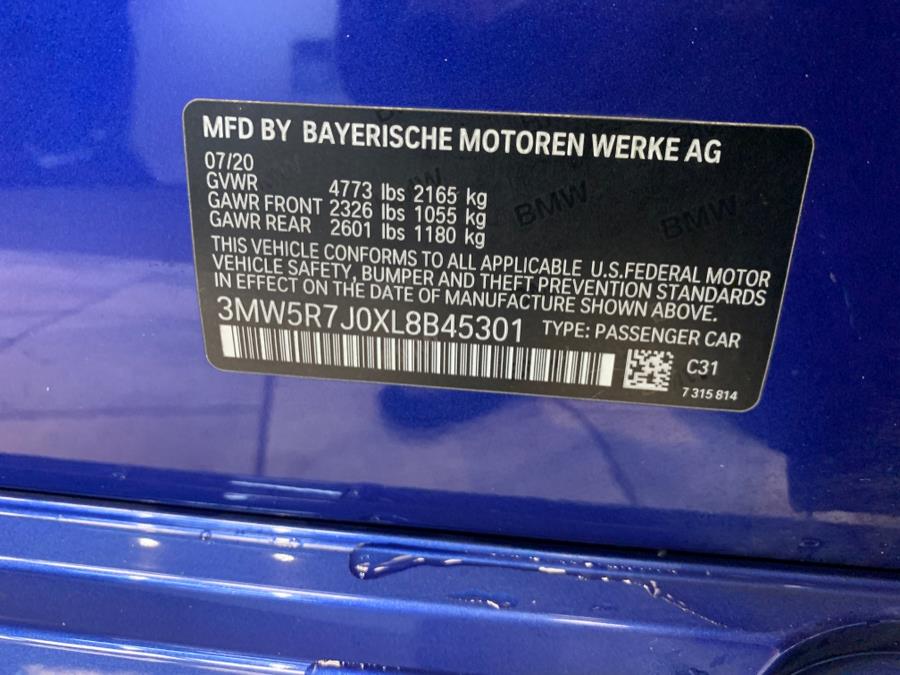 MFD BY BAYERISCHE MOTOREN WERKE AG
07/20
GVWR 4773 lbs 2165 kg
GAWR FRONT 2326 lbs 1055 kg
GAWR REAR 2601 lbs 1180 kg
THIS VEHICLE CONFORMS TO ALL APPLICABLE U.S.FEDERAL MOTOR
VEHICLE SAFETY, BUMPER AND THEFT PREVENTION STANDARDS
IN EFFECT ON THE DATE OF MANUFACTURE SHOWN ABOVE.
3MW5R7J0XL8B45301 TYPE: PASSENGER CAR
C31
7 315 814
BMW
BMW
BMW